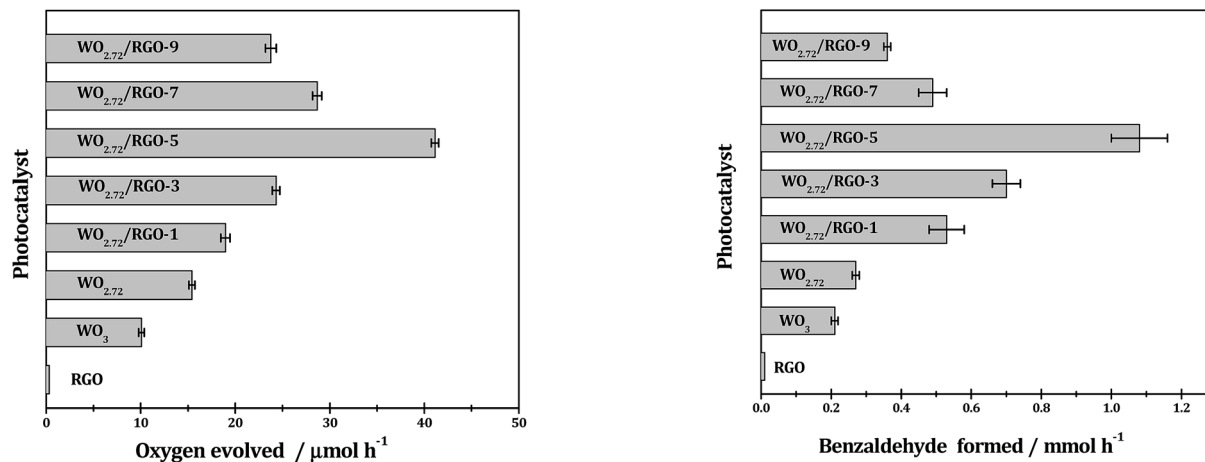 Photocatalyst
WO2.72/RGO-9
WO2.72/RGO-7
WO2.72/RGO-5
WO2.72/RGO-3
WO2.72/RGO-1
WO2.72
WO3
RGO
0 10 20 30 40 50
Oxygen evolved / μmol h-1
Photocatalyst
WO2.72/RGO-9
WO2.72/RGO-7
WO2.72/RGO-5
WO2.72/RGO-3
WO2.72/RGO-1
WO2.72
WO3
RGO
0.0 0.2 0.4 0.6 0.8 1.0 1.2
Benzaldehyde formed / mmol h-1